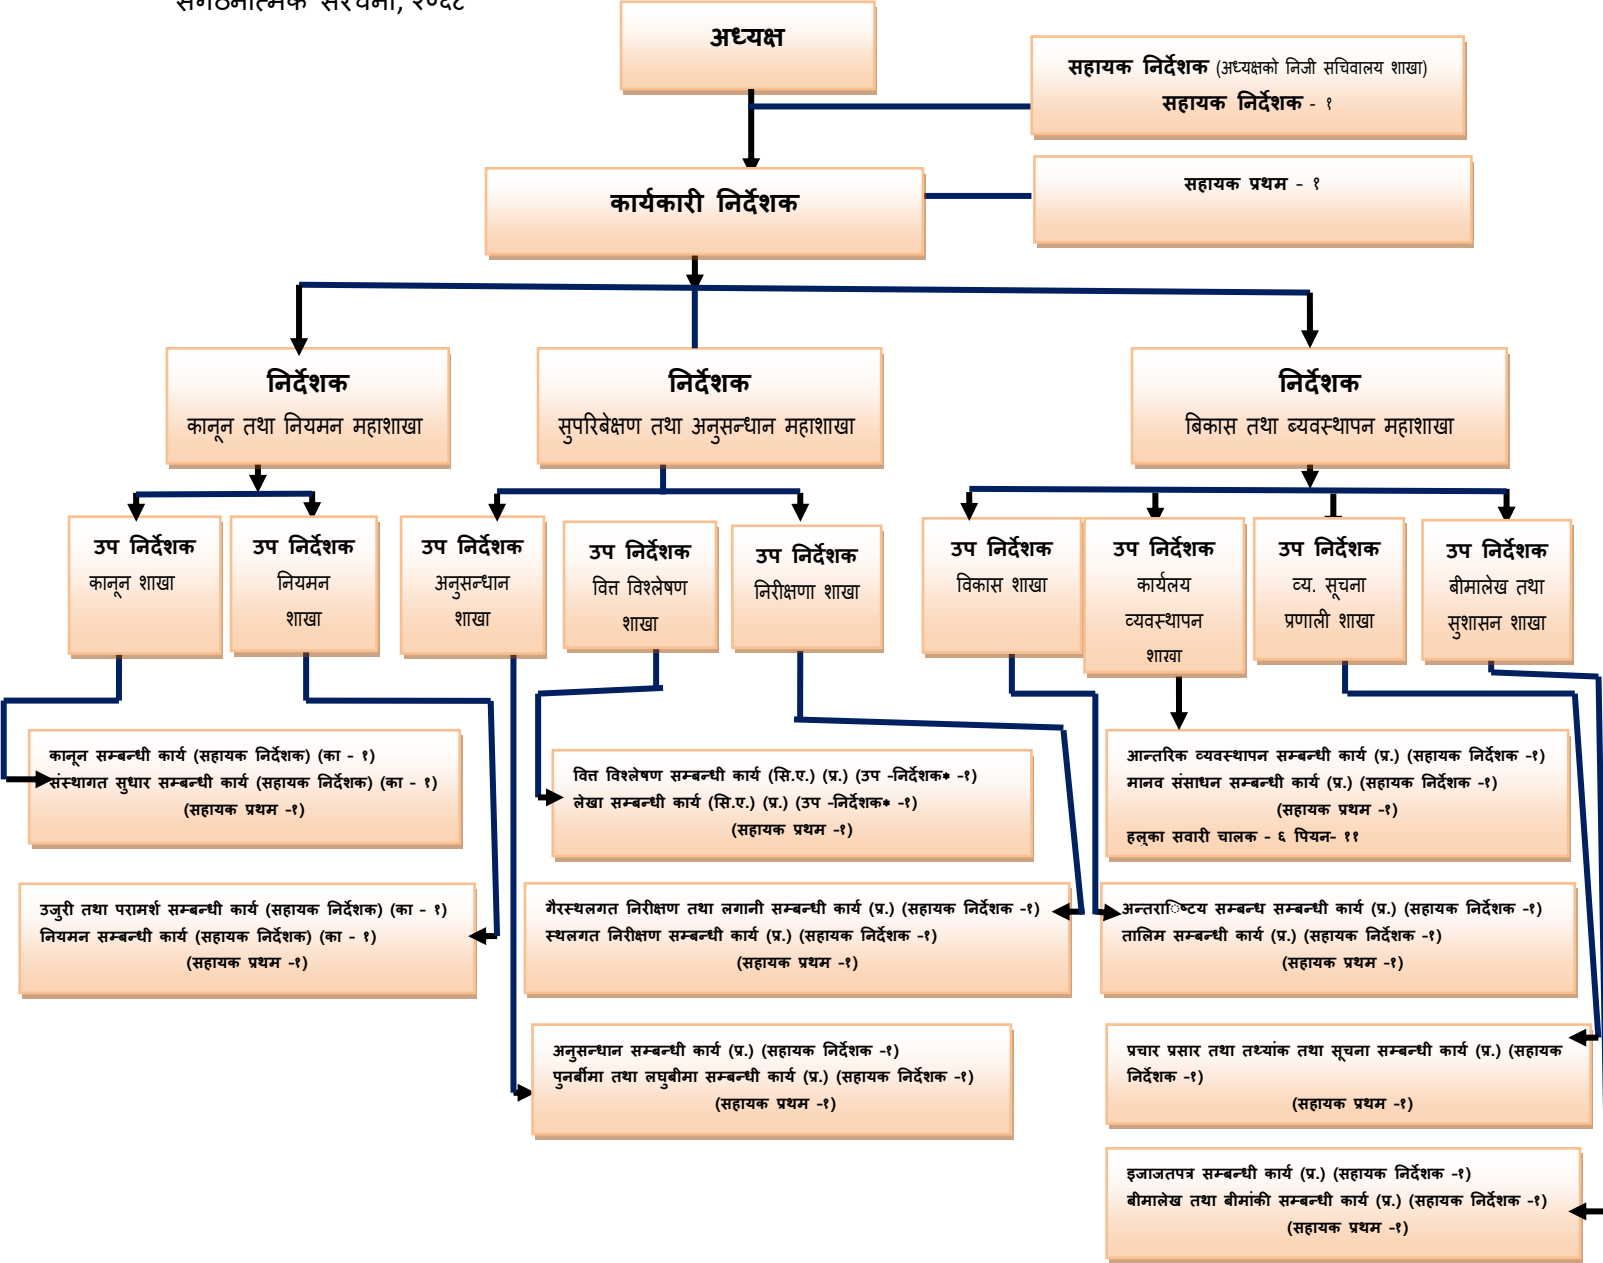 संगठनात्मक संरचना, २०६८
अध्यक्ष
सहायक निर्देशक (अध्यक्षको निजी सचिवालय शाखा)
सहायक निर्देशक - १
कार्यकारी निर्देशक
सहायक प्रथम - १
निर्देशक
कानून तथा नियमन महाशाखा
निर्देशक
सुपरिबेक्षण तथा अनुसन्धान महाशाखा
निर्देशक
बिकास तथा ब्यवस्थापन महाशाखा
उप निर्देशक
कानून शाखा
उप निर्देशक
नियमन
शाखा
उप निर्देशक
अनुसन्धान
शाखा
उप निर्देशक
वित्त विश्लेषण
शाखा
उप निर्देशक
निरीक्षणा शाखा
उप निर्देशक
विकास शाखा
उप निर्देशक
कार्यलय
व्यवस्थापन
शाखा
उप निर्देशक
व्य. सूचना
प्रणाली शाखा
उप निर्देशक
बीमालेख तथा
सुशासन शाखा
कानून सम्बन्धी कार्य (सहायक निर्देशक) (का - १)
संस्थागत सुधार सम्बन्धी कार्य (सहायक निर्देशक) (का - १)
(सहायक प्रथम -१)
वित्त विश्लेषण सम्बन्धी कार्य (सि.ए.) (प्र.) (उप -निर्देशक* -१)
लेखा सम्बन्धी कार्य (सि.ए.) (प्र.) (उप -निर्देशक* -१)
(सहायक प्रथम -१)
आन्तरिक व्यवस्थापन सम्बन्धी कार्य (प्र.) (सहायक निर्देशक -१)
मानव संसाधन सम्बन्धी कार्य (प्र.) (सहायक निर्देशक -१)
(सहायक प्रथम -१)
हलुका सवारी चालक - ६ पियन- ११
उजुरी तथा परामर्श सम्बन्धी कार्य (सहायक निर्देशक) (का - १)
नियमन सम्बन्धी कार्य (सहायक निर्देशक) (का - १)
(सहायक प्रथम -१)
गैरस्थलगत निरीक्षण तथा लगानी सम्बन्धी कार्य (प्र.) (सहायक निर्देशक -१)
स्थलगत निरीक्षण सम्बन्धी कार्य (प्र.) (सहायक निर्देशक -१)
(सहायक प्रथम -१)
अन्तरािष्टय सम्बन्ध सम्बन्धी कार्य (प्र.) (सहायक निर्देशक -१)
तालिम सम्बन्धी कार्य (प्र.) (सहायक निर्देशक -१)
(सहायक प्रथम -१)
अनुसन्धान सम्बन्धी कार्य (प्र.) (सहायक निर्देशक -१)
पुनर्बीमा तथा लघुबीमा सम्बन्धी कार्य (प्र.) (सहायक निर्देशक -१)
(सहायक प्रथम -१)
प्रचार प्रसार तथा तथ्यांक तथा सूचना सम्बन्धी कार्य (प्र.) (सहायक
निर्देशक -१)
(सहायक प्रथम -१)
इजाजतपत्र सम्बन्धी कार्य (प्र.) (सहायक निर्देशक -१)
बीमालेख तथा बीमांकी सम्बन्धी कार्य (प्र.) (सहायक निर्देशक -१)
(सहायक प्रथम -१)